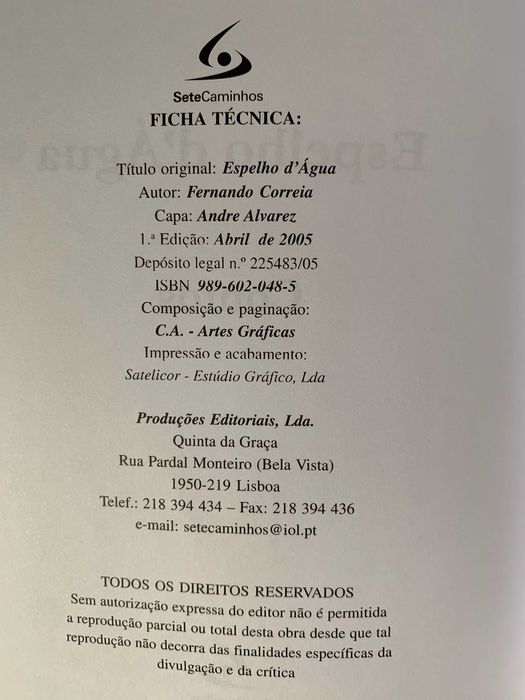 SeteCaminhos
FICHA TÉCNICA:
Título original: Espelho d'Água
Autor: Fernando Correia
Capa: Andre Alvarez
1.ª Edição: Abril de 2005
Depósito legal n.º 225483/05
ISBN 989-602-048-5
Composição e paginação:
C.A. - Artes Gráficas
Impressão e acabamento:
Satelicor - Estúdio Gráfico, Lda
Produções Editoriais, Lda.
Quinta da Graça
Rua Pardal Monteiro (Bela Vista)
1950-219 Lisboa
Telef.: 218 394 434 – Fax: 218 394 436
e-mail: setecaminhos@iol.pt
TODOS OS DIREITOS RESERVADOS
Sem autorização expressa do editor não é permitida
a reprodução parcial ou total desta obra desde que tal
reprodução não decorra das finalidades específicas da
divulgação e da crítica